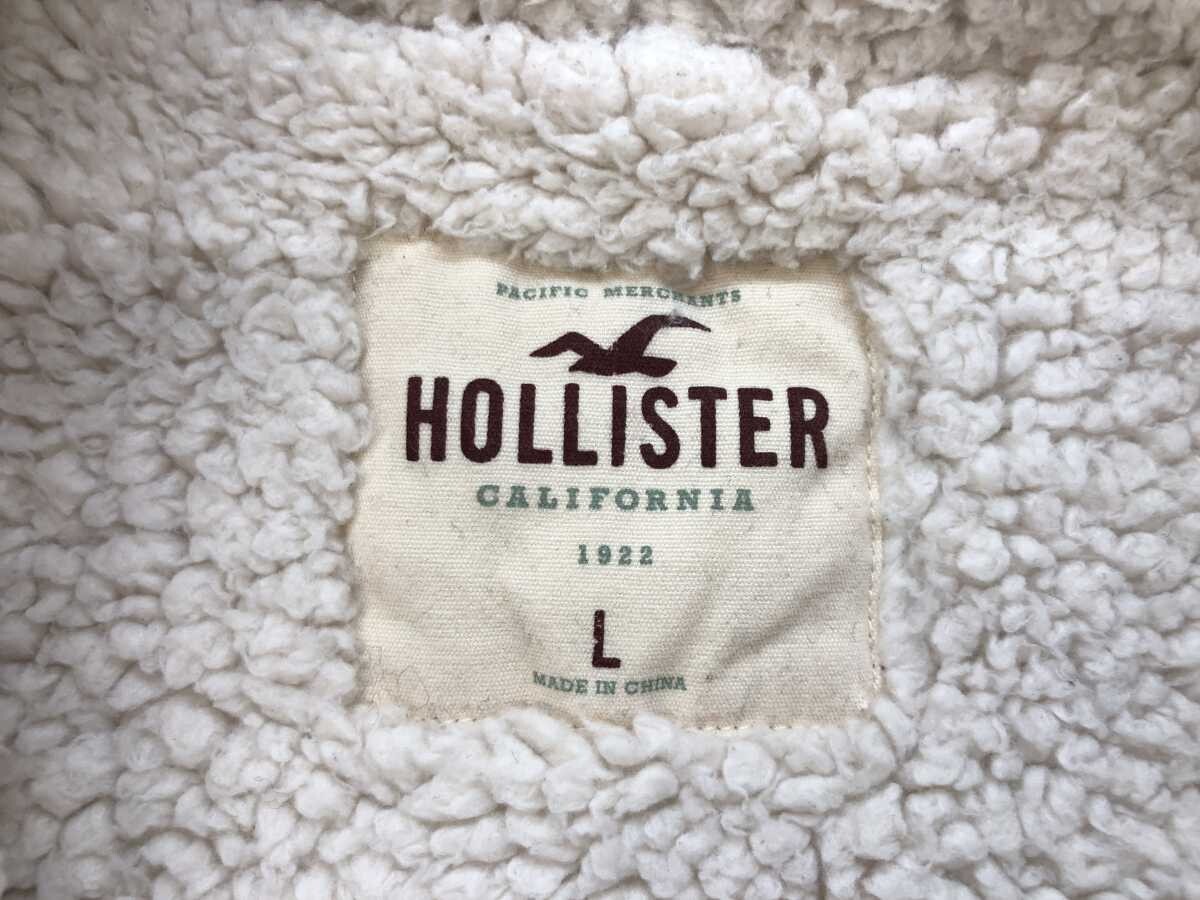 PACIFIC MERCHANTS
HOLLISTER
CALIFORNIA
1922
L
MADE IN CHINA